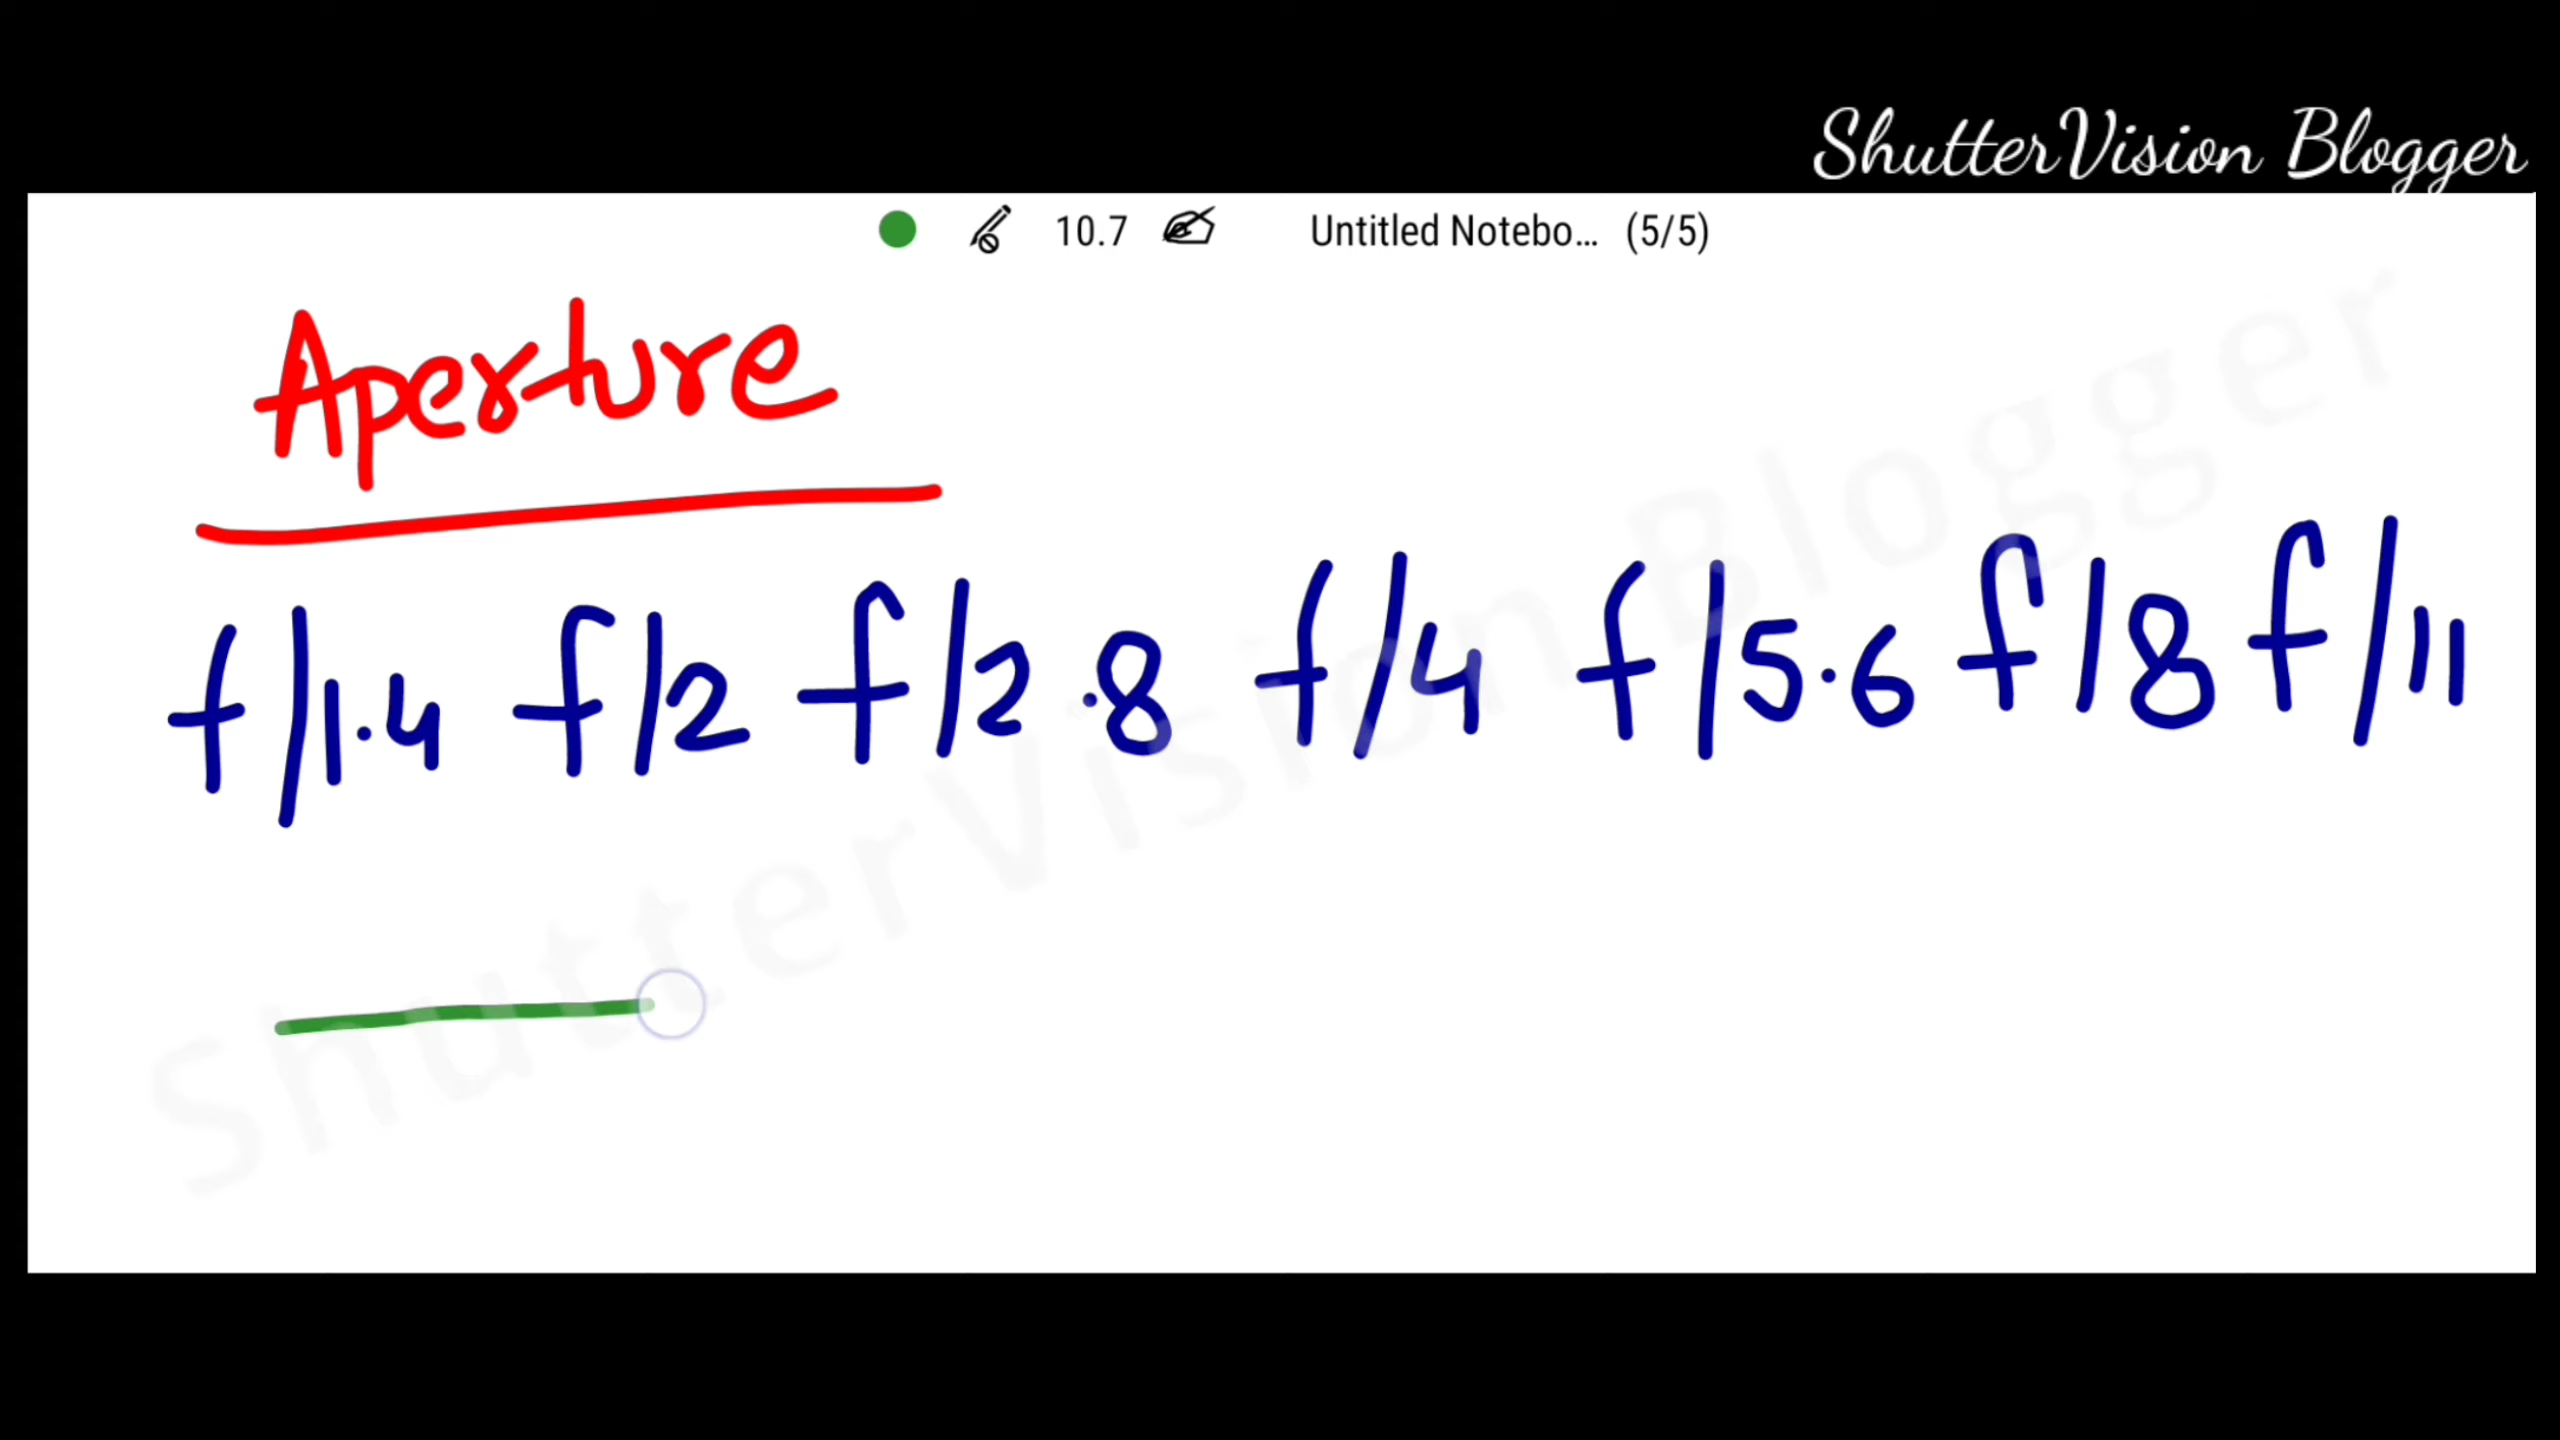 ShutterVision Blogger
10.7 Untitled Notebo... (5/5)
Aperture
f/1.4 f/2 f/2.8 f/4 f/5.6 f/8 f/11
ShutterVision Blogger